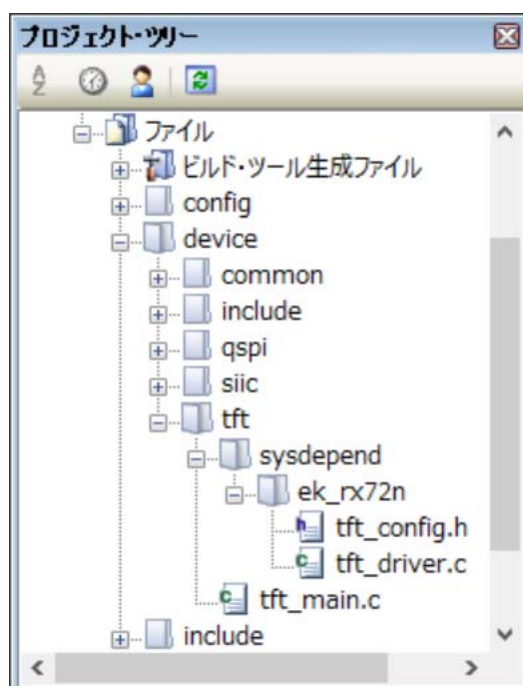 プロジェクト・ツリー
ファイル
ビルド・ツール生成ファイル
config
device
common
include
qspi
siic
tft
sysdepend
ek_rx72n
tft_config.h
tft_driver.c
tft_main.c
include